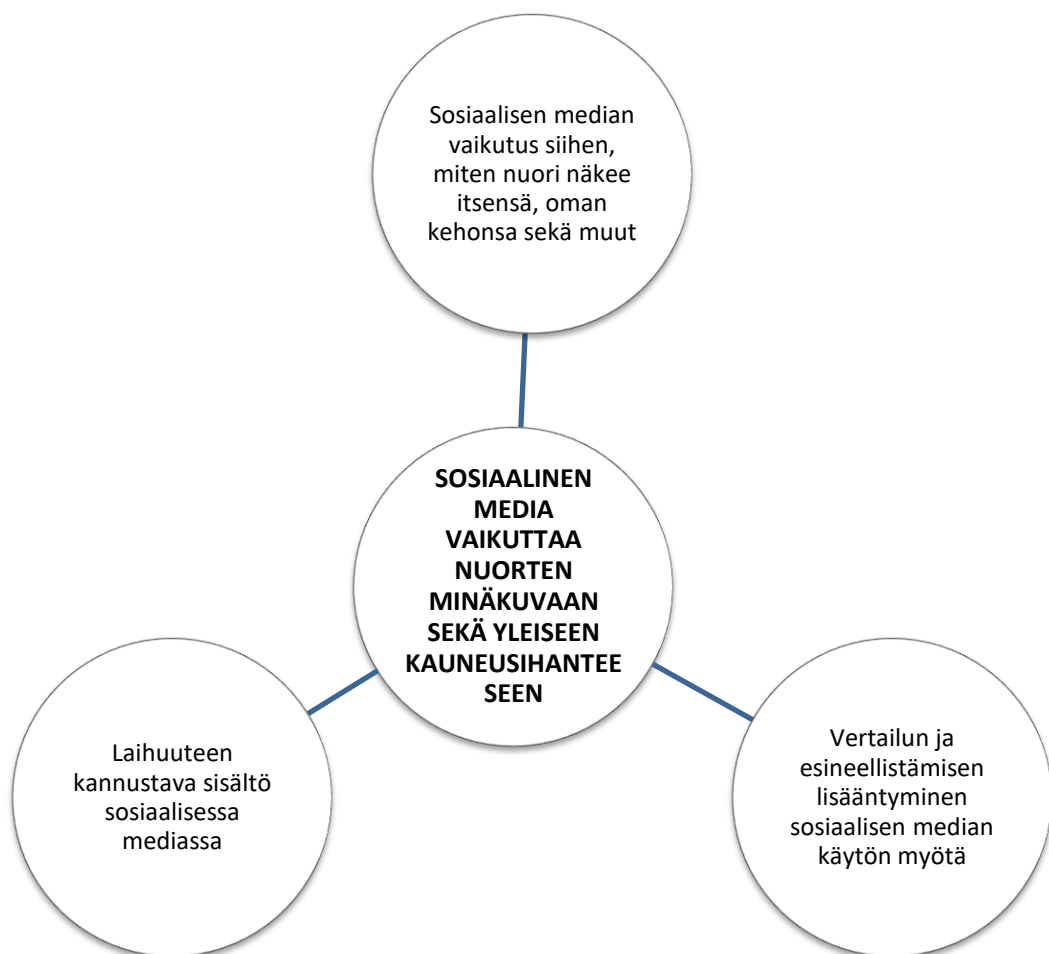 Sosiaalisen median
vaikutus siihen,
miten nuori näkee
itsensä, oman
kehonsa sekä muut
SOSIAALINEN
MEDIA
VAIKUTTAA
NUORTEN
MINÄKUVAAN
SEKÄ YLEISEEN
KAUNEUSIHANTEE
SEEN
Laihuuteen
kannustava sisältö
sosiaalisessa
mediassa
Vertailun ja
esineellistämisen
lisääntyminen
sosiaalisen median
käytön myötä